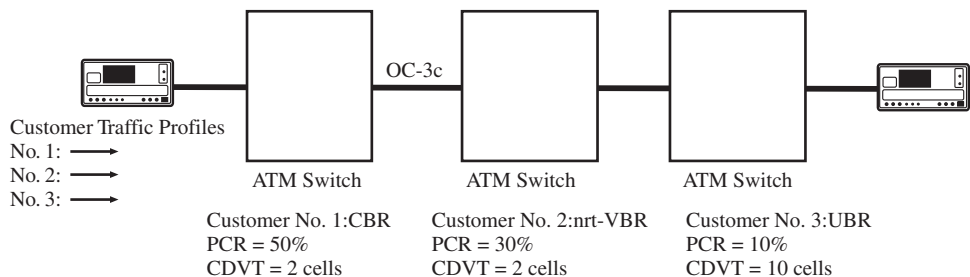 OC-3c
Customer Traffic Profiles
No. 1:
No. 2:
No. 3:
ATM Switch
ATM Switch
ATM Switch
Customer No. 1:CBR
PCR = 50%
CDVT = 2 cells
Customer No. 2:nrt-VBR
PCR = 30%
CDVT = 2 cells
Customer No. 3:UBR
PCR = 10%
CDVT = 10 cells